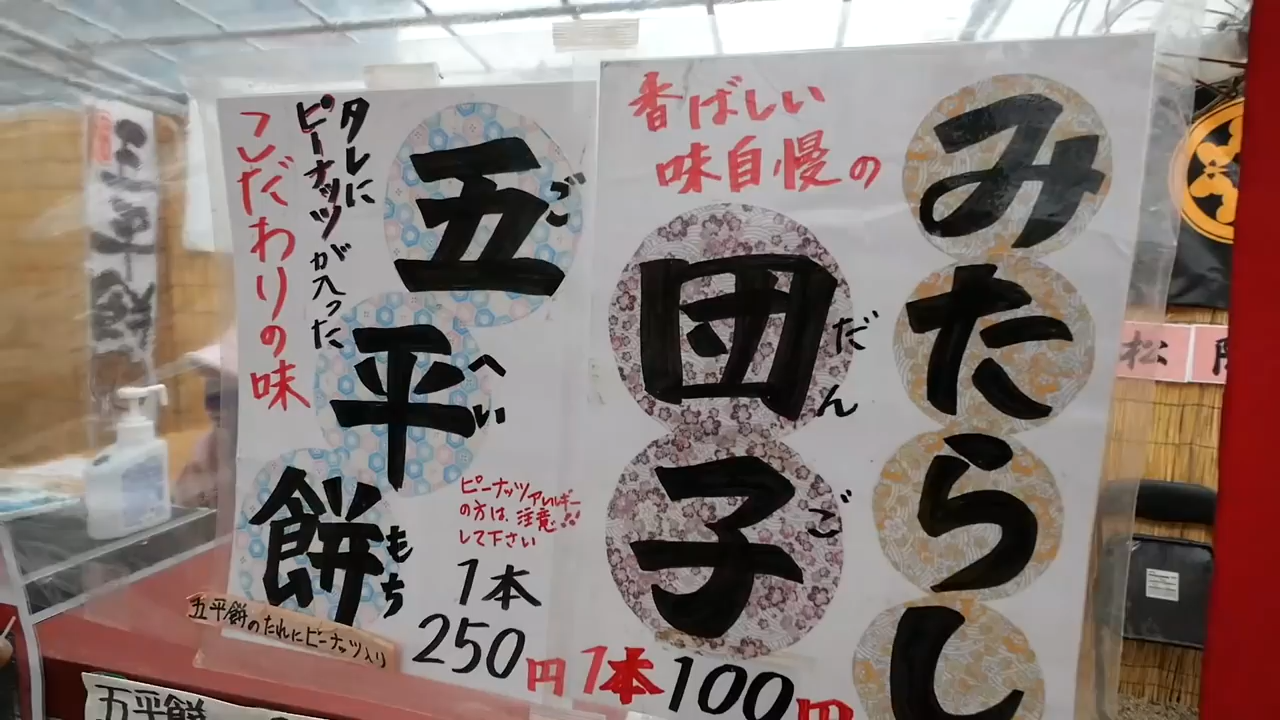 みたらし
香ばしい
味自慢の
団子
だんご
1本100円
五平餅
ごへいもち
タレに
ピーナッツが入った
こだわりの味
ピーナッツアレルギー
の方は、注意
して下さい
1本
250円
五平餅のたれにピーナッツ入り
五平餅
五平餅
松